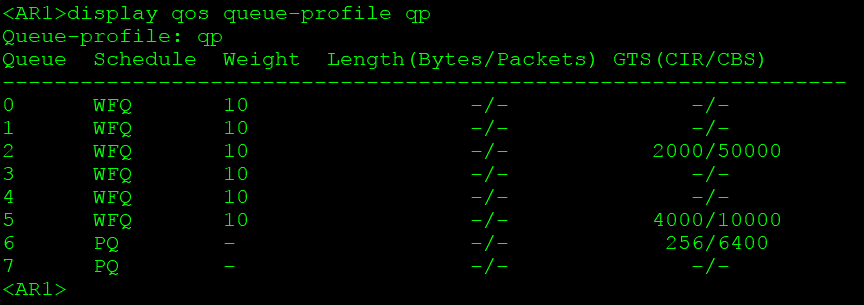 <AR1>display qos queue-profile qp
Queue-profile: qp
Queue  Schedule  Weight  Length(Bytes/Packets) GTS(CIR/CBS)
-----------------------------------------------------------------
0      WFQ       10                 -/-              -/-
1      WFQ       10                 -/-              -/-
2      WFQ       10                 -/-           2000/50000
3      WFQ       10                 -/-              -/-
4      WFQ       10                 -/-              -/-
5      WFQ       10                 -/-           4000/10000
6      PQ        -                  -/-            256/6400
7      PQ        -                  -/-              -/-
<AR1>